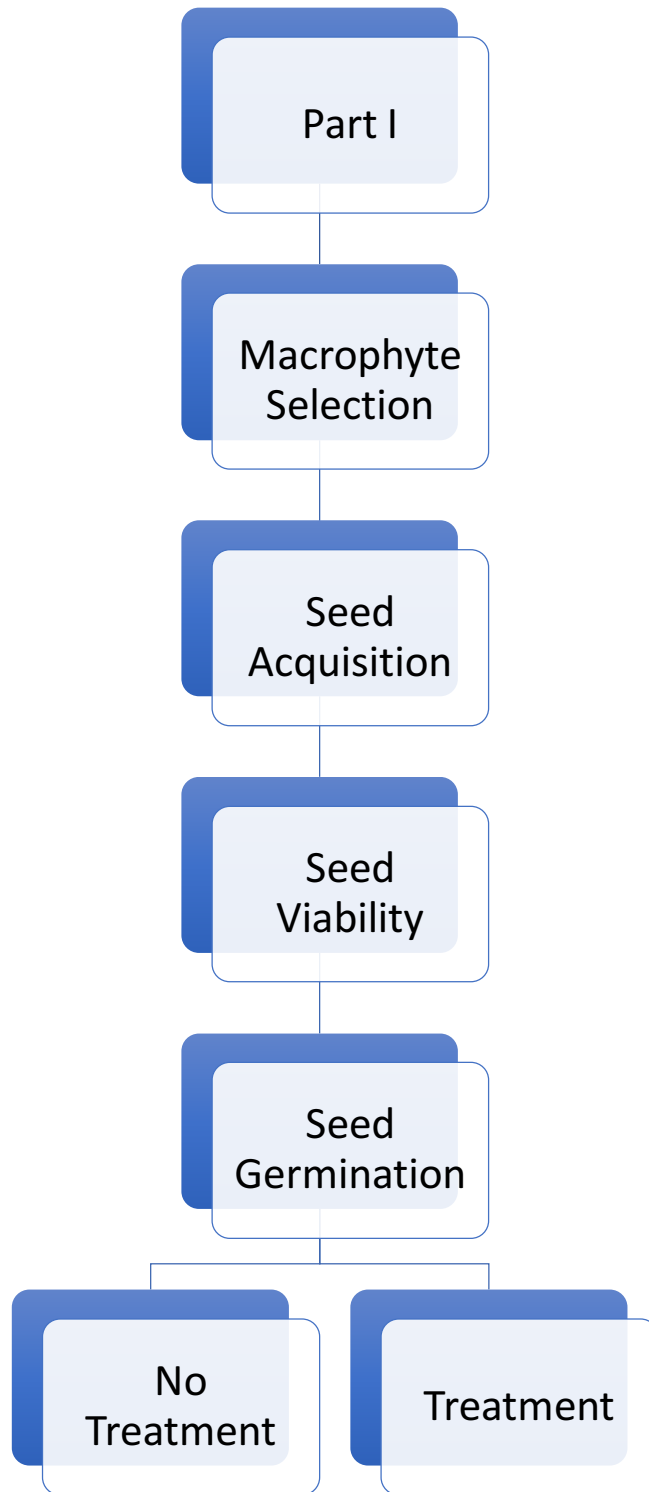 Part I
Macrophyte
Selection
Seed
Acquisition
Seed
Viability
Seed
Germination
No
Treatment
Treatment